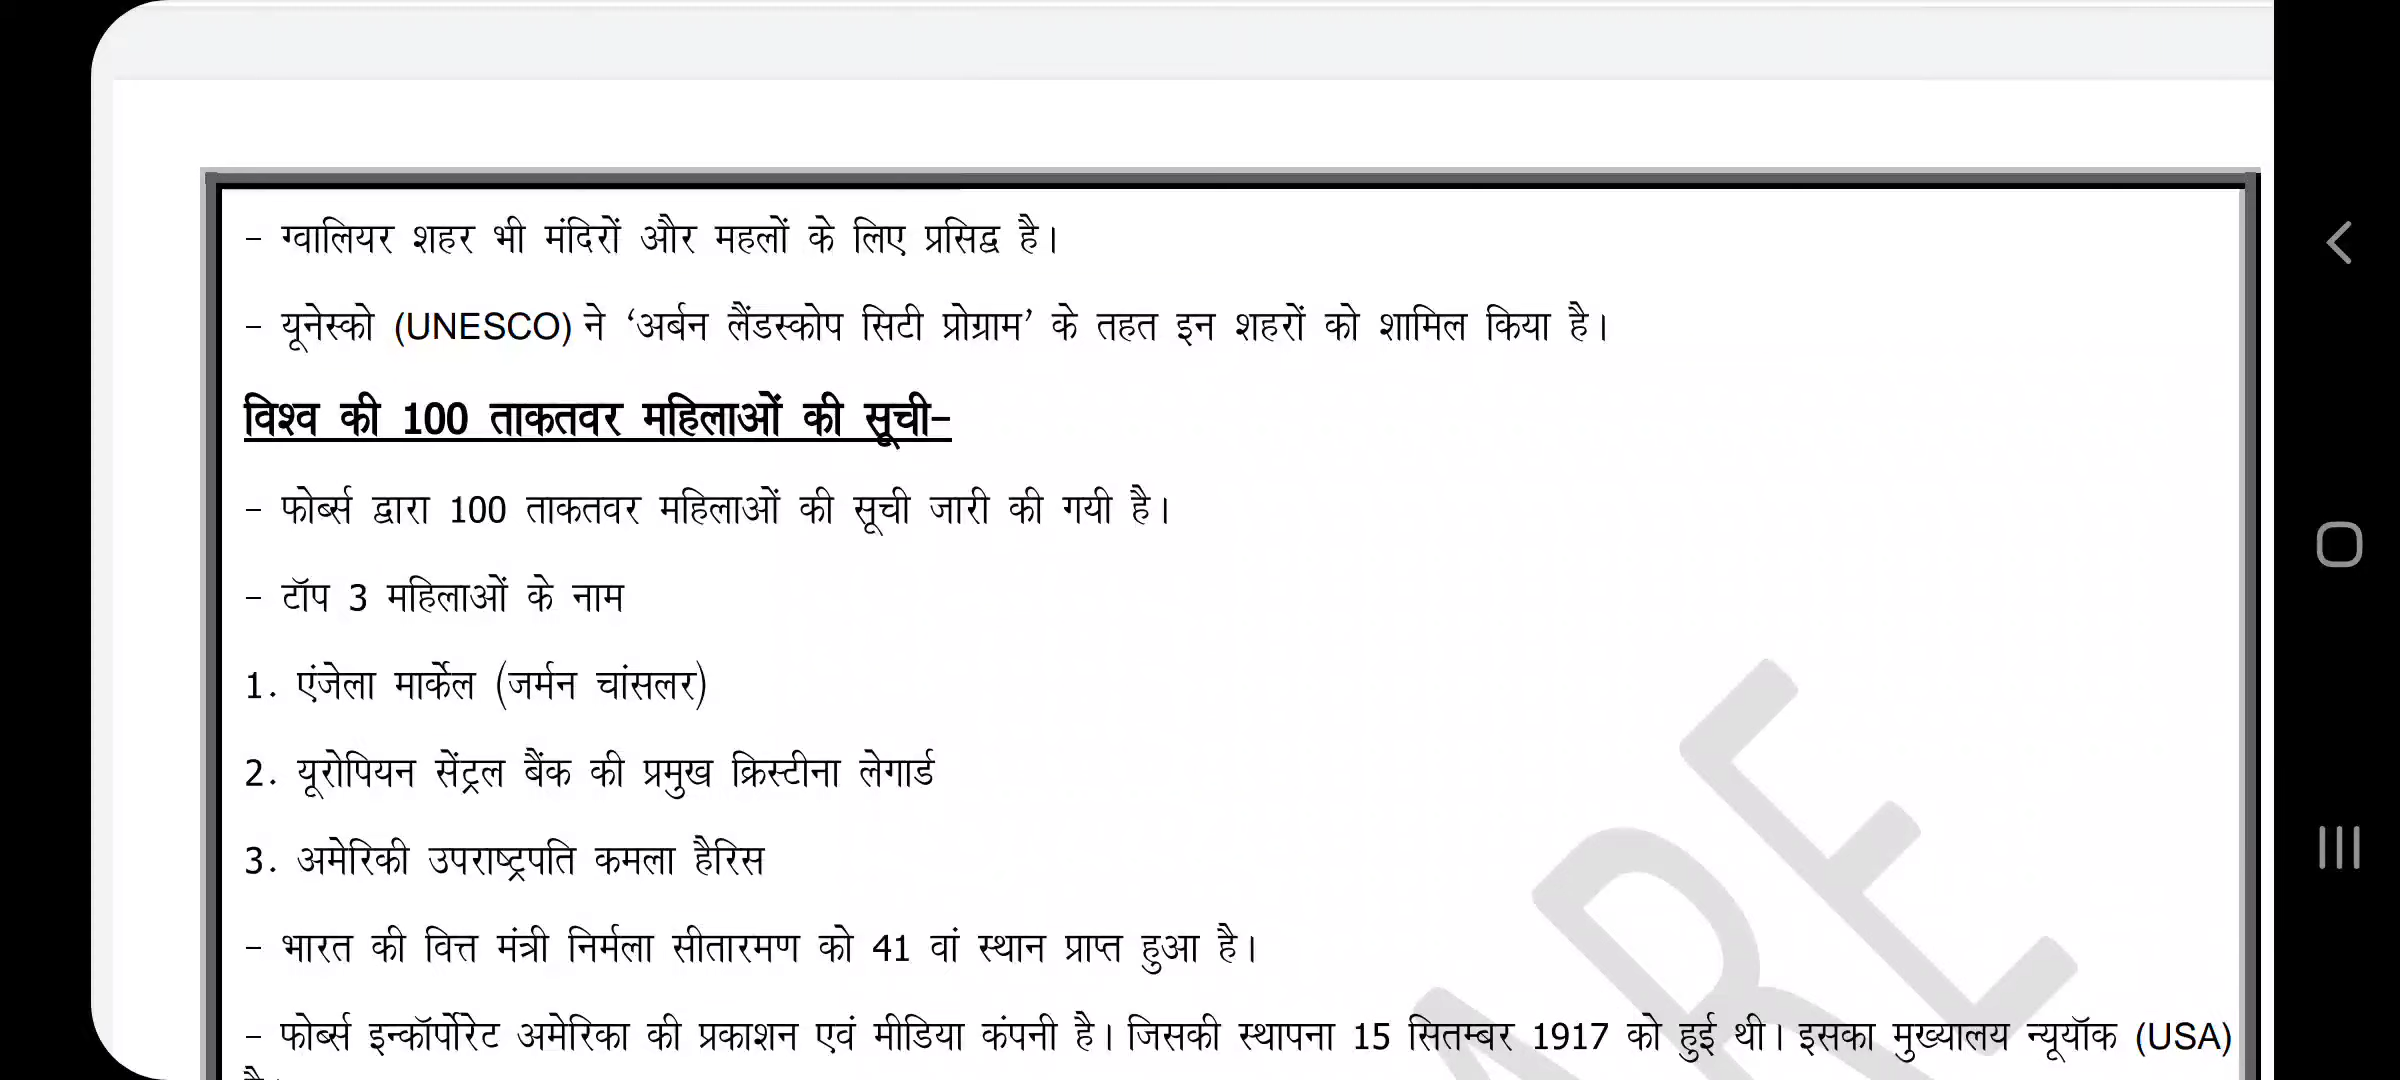 - ग्वालियर शहर भी मंदिरों और महलों के लिए प्रसिद्व है।
- यूनेस्को (UNESCO) ने ‘अर्बन लैंडस्कोप सिटी प्रोग्राम’ के तहत इन शहरों को शामिल किया है।
विश्व की 100 ताकतवर महिलाओं की सूची-
- फोर्ब्स द्वारा 100 ताकतवर महिलाओं की सूची जारी की गयी है।
- टॉप 3 महिलाओं के नाम
1. एंजेला मार्केल (जर्मन चांसलर)
2. यूरोपियन सेंट्रल बैंक की प्रमुख क्रिस्टीना लेगार्ड
3. अमेरिकी उपराष्ट्रपति कमला हैरिस
- भारत की वित्त मंत्री निर्मला सीतारमण को 41 वां स्थान प्राप्त हुआ है।
- फोर्ब्स इन्कॉर्पोरेट अमेरिका की प्रकाशन एवं मीडिया कंपनी है। जिसकी स्थापना 15 सितम्बर 1917 को हुई थी। इसका मुख्यालय न्यूयॉक (USA)